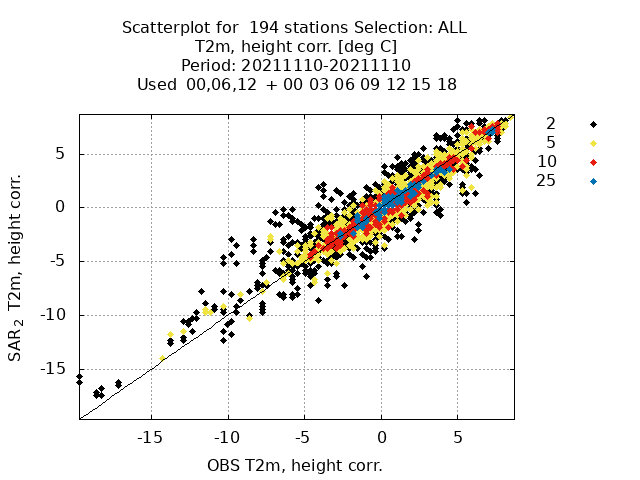 Scatterplot for  194 stations Selection: ALL
T2m, height corr. [deg C]
Period: 20211110-20211110
Used  00,06,12  + 00 03 06 09 12 15 18
2
5
10
25
5
0
-5
-10
-15
SAR₂  T2m, height corr.
-15 -10 -5 0 5
OBS T2m, height corr.